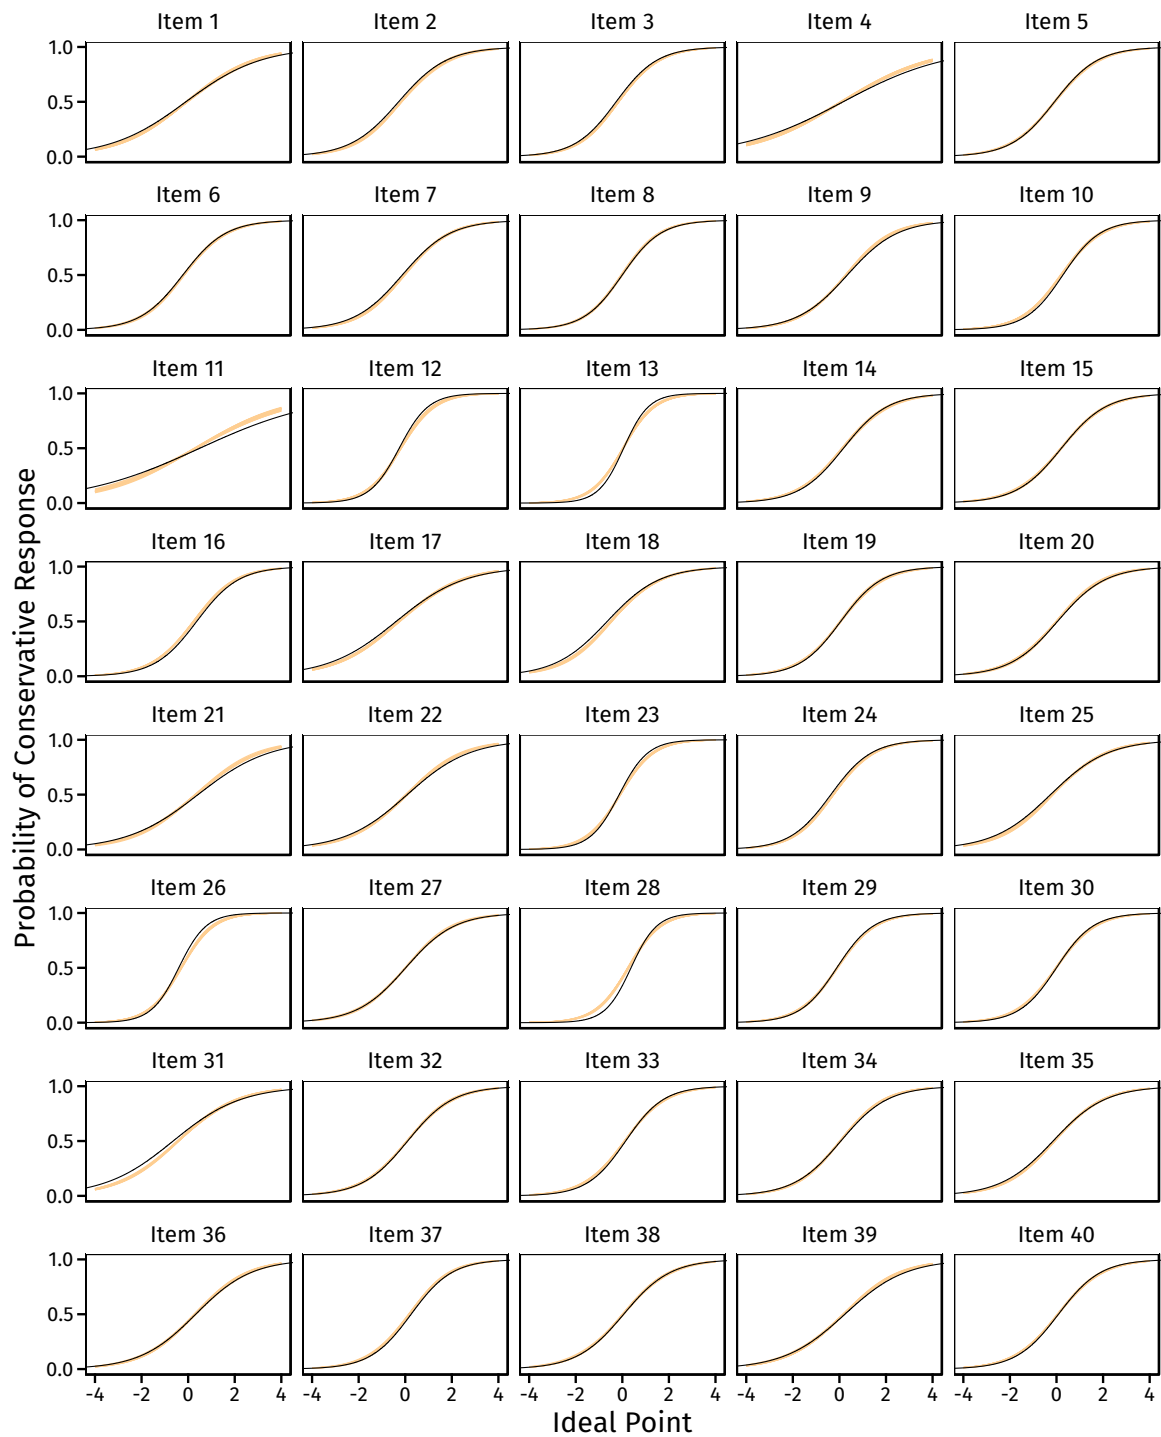 Item 1 Item 2 Item 3 Item 4 Item 5
1.0
0.5
0.0
Item 6 Item 7 Item 8 Item 9 Item 10
1.0
0.5
0.0
Item 11 Item 12 Item 13 Item 14 Item 15
1.0
0.5
0.0
Item 16 Item 17 Item 18 Item 19 Item 20
1.0
0.5
0.0
Item 21 Item 22 Item 23 Item 24 Item 25
1.0
0.5
0.0
Item 26 Item 27 Item 28 Item 29 Item 30
1.0
0.5
0.0
Item 31 Item 32 Item 33 Item 34 Item 35
1.0
0.5
0.0
Item 36 Item 37 Item 38 Item 39 Item 40
1.0
0.5
0.0
-4 -2 0 2 4 -4 -2 0 2 4 -4 -2 0 2 4 -4 -2 0 2 4 -4 -2 0 2 4
Ideal Point
Probability of Conservative Response